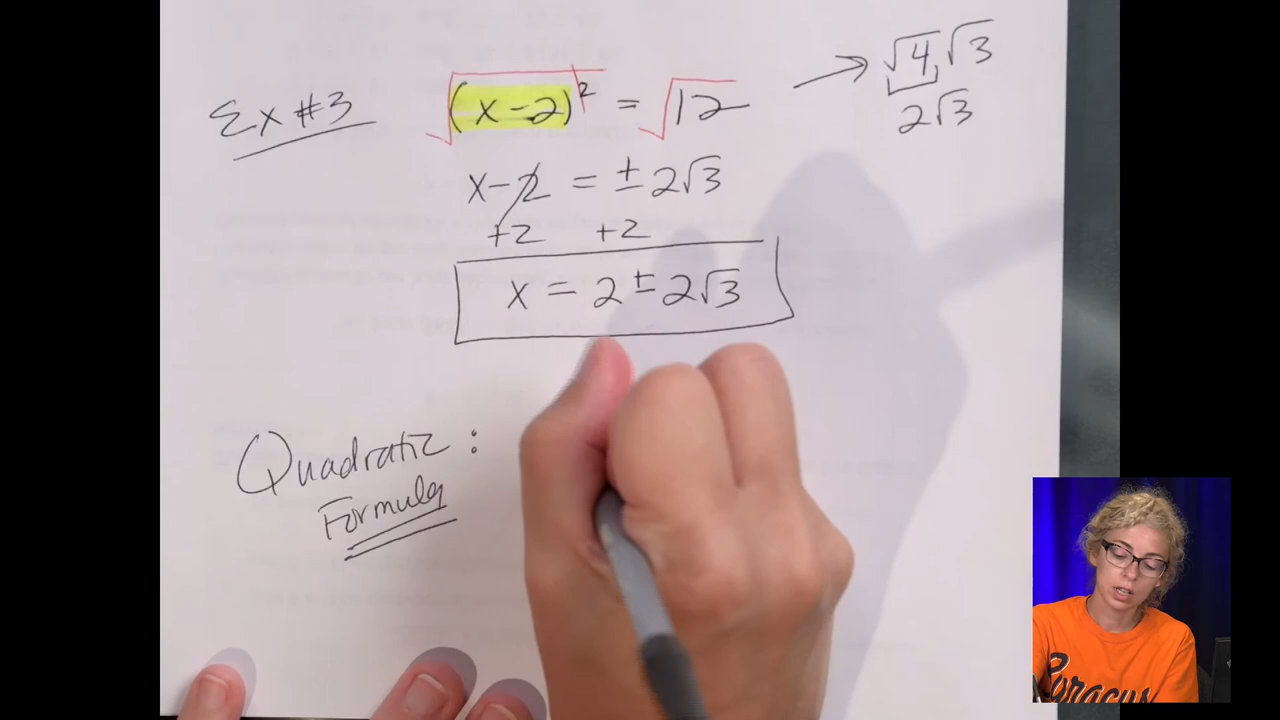 Ex #3
√(x-2)² = √12 → √4 √3
2√3
x-2 = ±2√3
+2 +2
x = 2 ± 2√3
Quadratic :
Formula